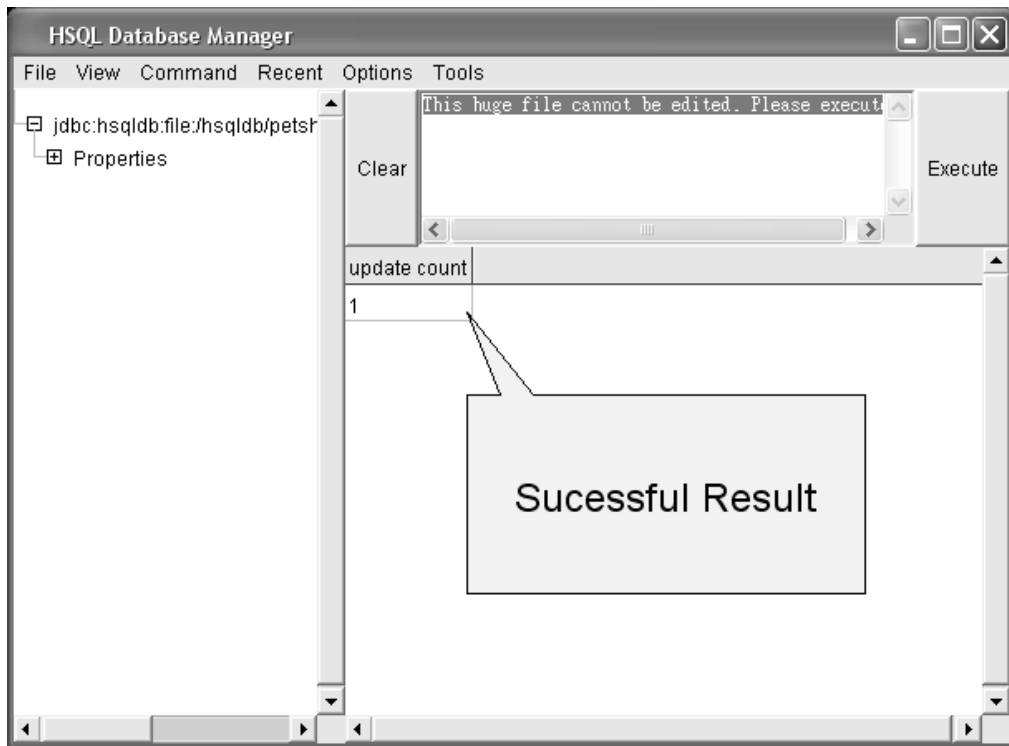 HSQL Database Manager
File View Command Recent Options Tools
jdbc:hsqldb:file:/hsqldb/petsh
Properties
Clear
This huge file cannot be edited. Please execut
Execute
update count
1
Sucessful Result